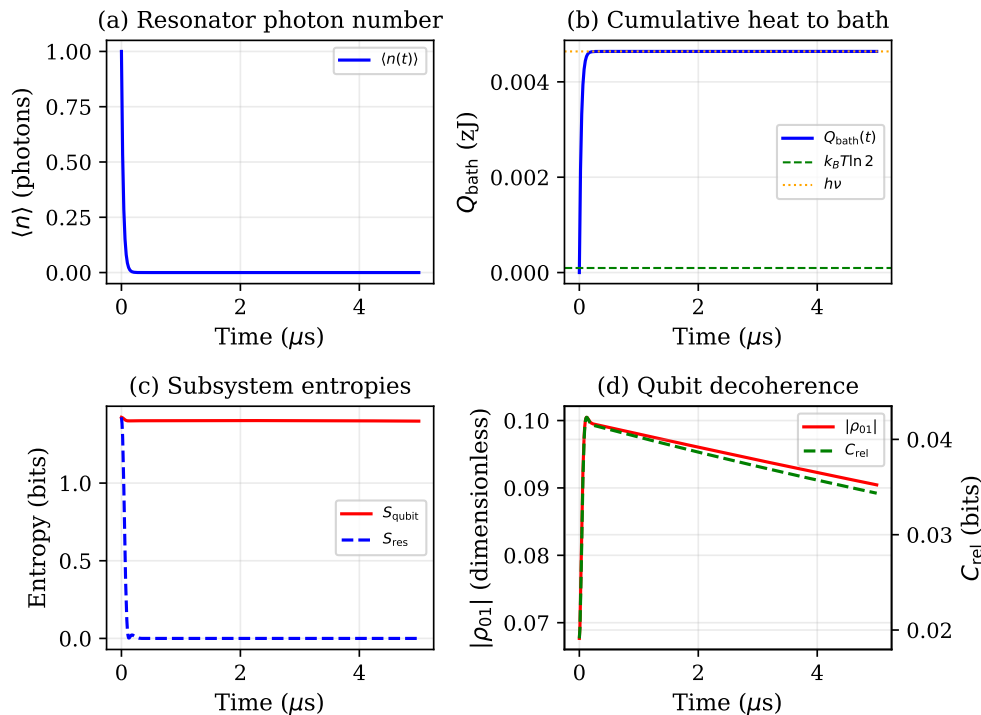 (a) Resonator photon number
⟨n⟩ (photons)
1.00
0.75
0.50
0.25
0.00
⟨n(t)⟩
0
2
4
Time (μs)
(b) Cumulative heat to bath
Q_bath (zJ)
0.004
0.002
0.000
Q_bath(t)
k_BT ln 2
hν
0
2
4
Time (μs)
(c) Subsystem entropies
Entropy (bits)
1.0
0.5
0.0
S_qubit
S_res
0
2
4
Time (μs)
(d) Qubit decoherence
|ρ₀₁| (dimensionless)
0.10
0.09
0.08
0.07
|ρ₀₁|
C_rel
0.04
0.03
0.02
C_rel (bits)
0
2
4
Time (μs)